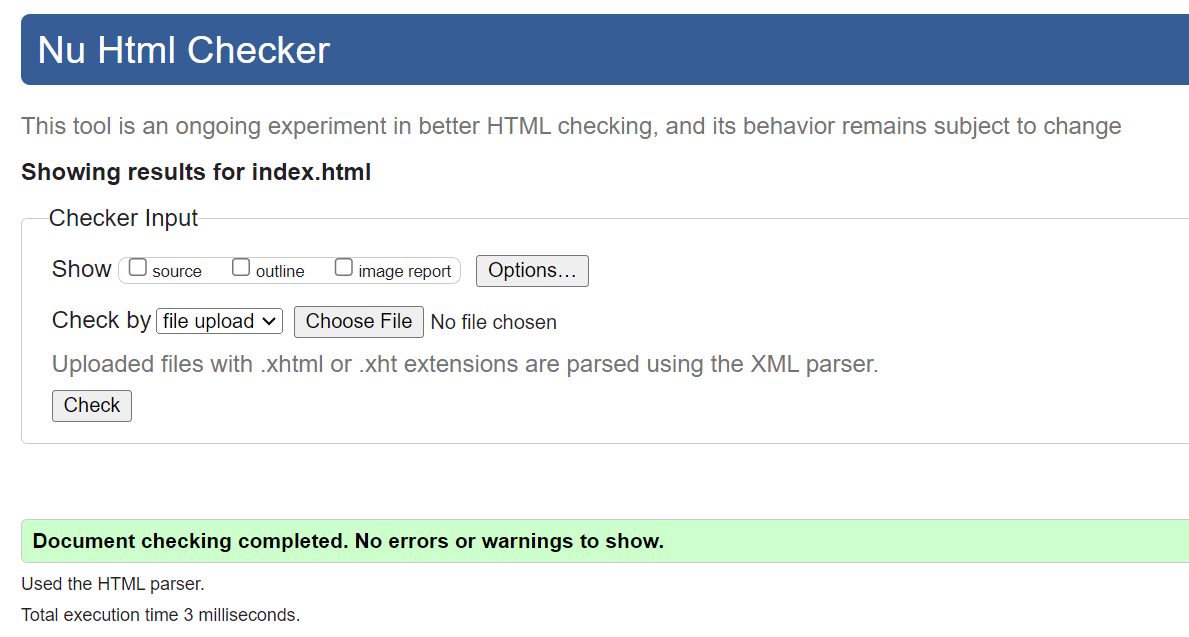 Nu Html Checker
This tool is an ongoing experiment in better HTML checking, and its behavior remains subject to change
Showing results for index.html
Checker Input
Show source outline image report Options...
Check by file upload Choose File No file chosen
Uploaded files with .xhtml or .xht extensions are parsed using the XML parser.
Check
Document checking completed. No errors or warnings to show.
Used the HTML parser.
Total execution time 3 milliseconds.